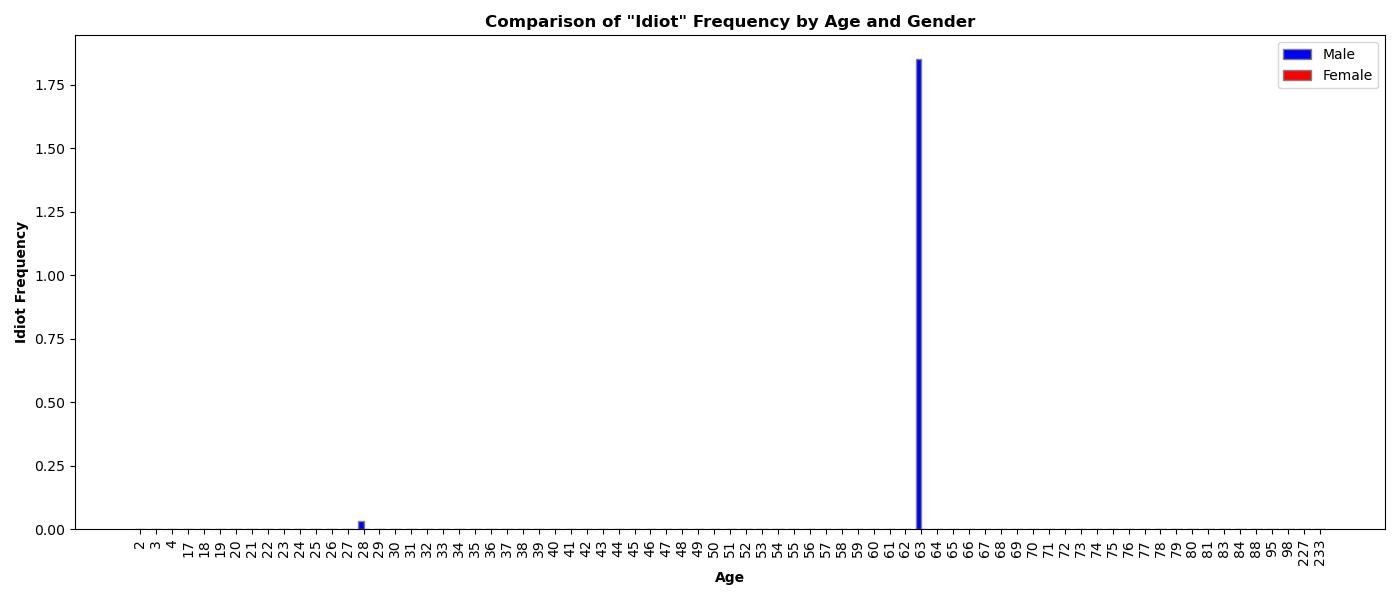 Comparison of "Idiot" Frequency by Age and Gender
Male
Female
1.75
1.50
1.25
1.00
0.75
0.50
0.25
0.00
Idiot Frequency
2 3 4 17 18 19 20 21 22 23 24 25 26 27 28 29 30 31 32 33 34 35 36 37 38 39 40 41 42 43 44 45 46 47 48 49 50 51 52 53 54 55 56 57 58 59 60 61 62 63 64 65 66 67 68 69 70 71 72 73 74 75 76 77 78 79 80 81 83 84 88 95 98 227 233
Age